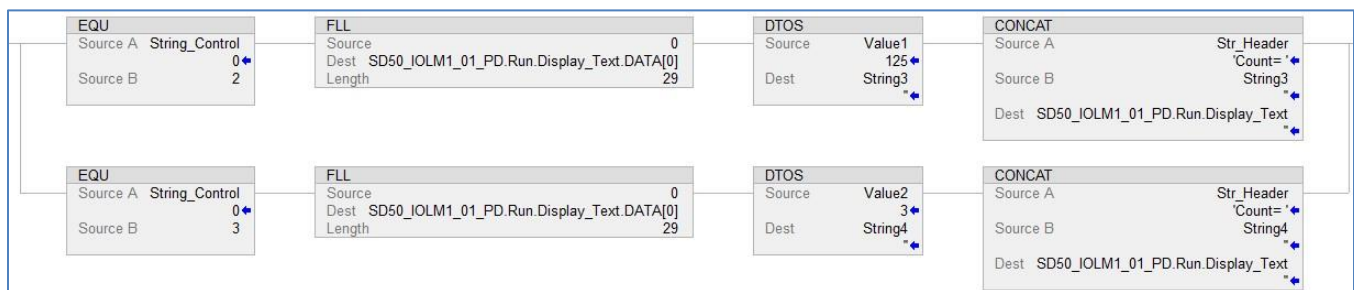 EQU
Source A String_Control
0
Source B 2
FLL
Source 0
Dest SD50_IOLM1_01_PD.Run.Display_Text.DATA[0]
Length 29
DTOS
Source Value1
125
Dest String3
''
CONCAT
Source A Str_Header
'Count= '
Source B String3
''
Dest SD50_IOLM1_01_PD.Run.Display_Text
''
EQU
Source A String_Control
0
Source B 3
FLL
Source 0
Dest SD50_IOLM1_01_PD.Run.Display_Text.DATA[0]
Length 29
DTOS
Source Value2
3
Dest String4
''
CONCAT
Source A Str_Header
'Count= '
Source B String4
''
Dest SD50_IOLM1_01_PD.Run.Display_Text
''